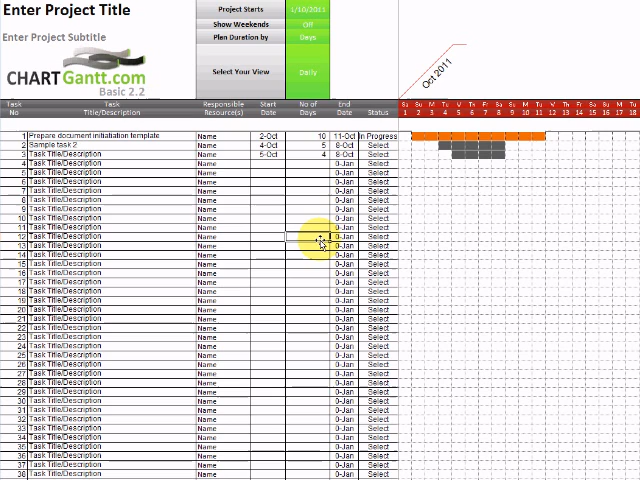 Enter Project Title
Enter Project Subtitle
CHARTGantt.com
Basic 2.2
Project Starts 1/10/2011
Show Weekends Off
Plan Duration by Days
Select Your View Daily
Oct 2011
Task No Task Title/Description Responsible Resource(s) Start Date No of Days End Date Status
1 2 3 4 5 6 7 8 9 10 11 12 13 14 15 16 17 18
1 Prepare document initiation template Name 2-Oct 10 11-Oct In Progress
2 Sample task 2 Name 4-Oct 5 8-Oct Select
3 Task Title/Description Name 5-Oct 4 8-Oct Select
4 Task Title/Description Name 0-Jan Select
5 Task Title/Description Name 0-Jan Select
6 Task Title/Description Name 0-Jan Select
7 Task Title/Description Name 0-Jan Select
8 Task Title/Description Name 0-Jan Select
9 Task Title/Description Name 0-Jan Select
10 Task Title/Description Name 0-Jan Select
11 Task Title/Description Name 0-Jan Select
12 Task Title/Description Name 0-Jan Select
13 Task Title/Description Name 0-Jan Select
14 Task Title/Description Name 0-Jan Select
15 Task Title/Description Name 0-Jan Select
16 Task Title/Description Name 0-Jan Select
17 Task Title/Description Name 0-Jan Select
18 Task Title/Description Name 0-Jan Select
19 Task Title/Description Name 0-Jan Select
20 Task Title/Description Name 0-Jan Select
21 Task Title/Description Name 0-Jan Select
22 Task Title/Description Name 0-Jan Select
23 Task Title/Description Name 0-Jan Select
24 Task Title/Description Name 0-Jan Select
25 Task Title/Description Name 0-Jan Select
26 Task Title/Description Name 0-Jan Select
27 Task Title/Description Name 0-Jan Select
28 Task Title/Description Name 0-Jan Select
29 Task Title/Description Name 0-Jan Select
30 Task Title/Description Name 0-Jan Select
31 Task Title/Description Name 0-Jan Select
32 Task Title/Description Name 0-Jan Select
33 Task Title/Description Name 0-Jan Select
34 Task Title/Description Name 0-Jan Select
35 Task Title/Description Name 0-Jan Select
36 Task Title/Description Name 0-Jan Select
37 Task Title/Description Name 0-Jan Select
38 Task Title/Description Name 0-Jan Select